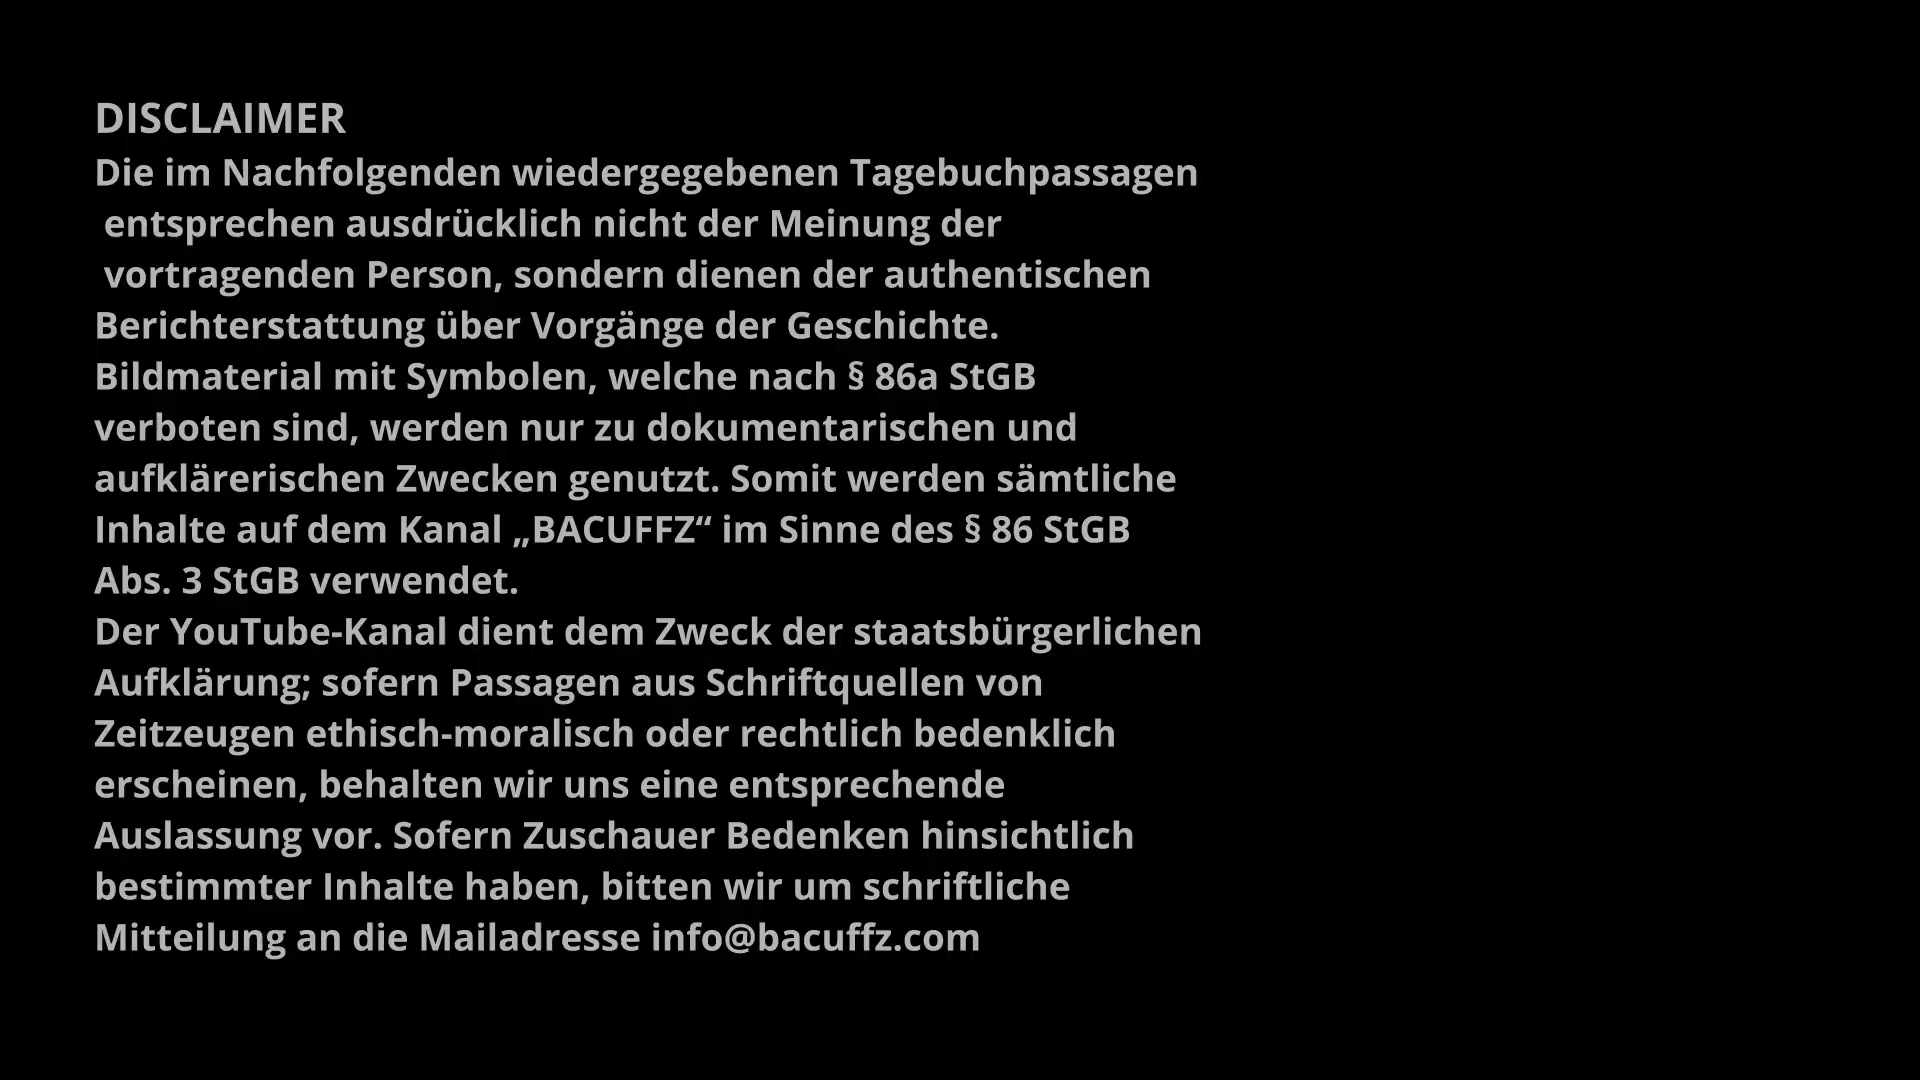 DISCLAIMER
Die im Nachfolgenden wiedergegebenen Tagebuchpassagen
entsprechen ausdrücklich nicht der Meinung der
vortragenden Person, sondern dienen der authentischen
Berichterstattung über Vorgänge der Geschichte.
Bildmaterial mit Symbolen, welche nach § 86a StGB
verboten sind, werden nur zu dokumentarischen und
aufklärerischen Zwecken genutzt. Somit werden sämtliche
Inhalte auf dem Kanal „BACUFFZ“ im Sinne des § 86 StGB
Abs. 3 StGB verwendet.
Der YouTube-Kanal dient dem Zweck der staatsbürgerlichen
Aufklärung; sofern Passagen aus Schriftquellen von
Zeitzeugen ethisch-moralisch oder rechtlich bedenklich
erscheinen, behalten wir uns eine entsprechende
Auslassung vor. Sofern Zuschauer Bedenken hinsichtlich
bestimmter Inhalte haben, bitten wir um schriftliche
Mitteilung an die Mailadresse info@bacuffz.com